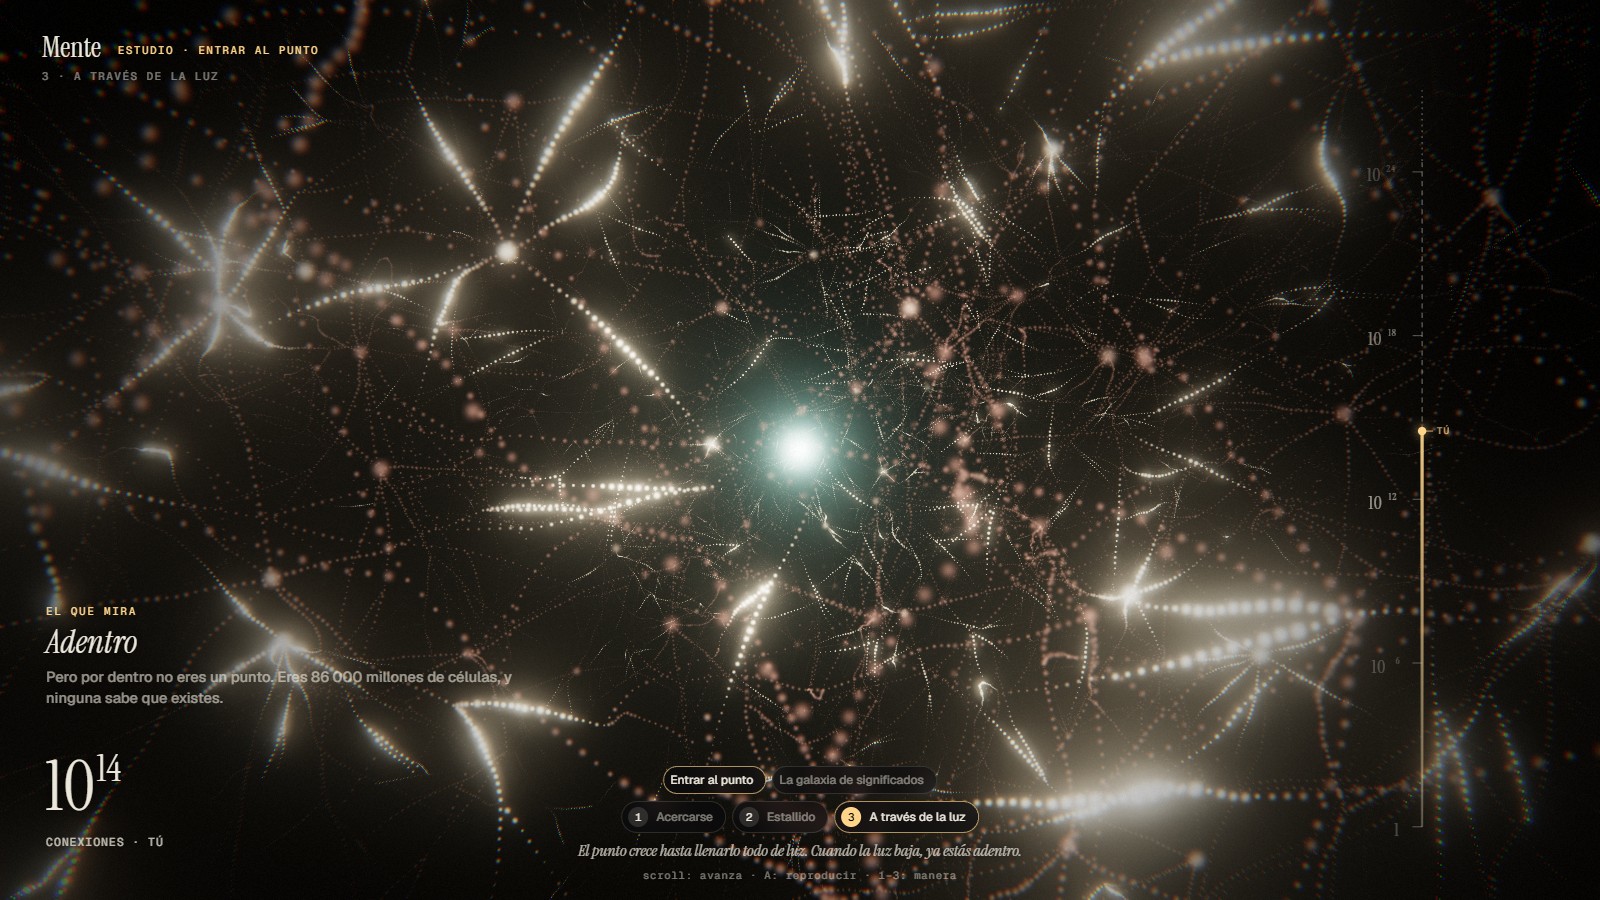 Mente ESTUDIO · ENTRAR AL PUNTO
3 · A TRAVÉS DE LA LUZ
10 24
10 18
TÚ
10 12
10 6
1
EL QUE MIRA
Adentro
Pero por dentro no eres un punto. Eres 86 000 millones de células, y
ninguna sabe que existes.
10 14
CONEXIONES · TÚ
Entrar al punto La galaxia de significados
1 Acercarse 2 Estallido 3 A través de la luz
El punto crece hasta llenarlo todo de luz. Cuando la luz baja, ya estás adentro.
scroll: avanza · A: reproducir · 1–3: manera